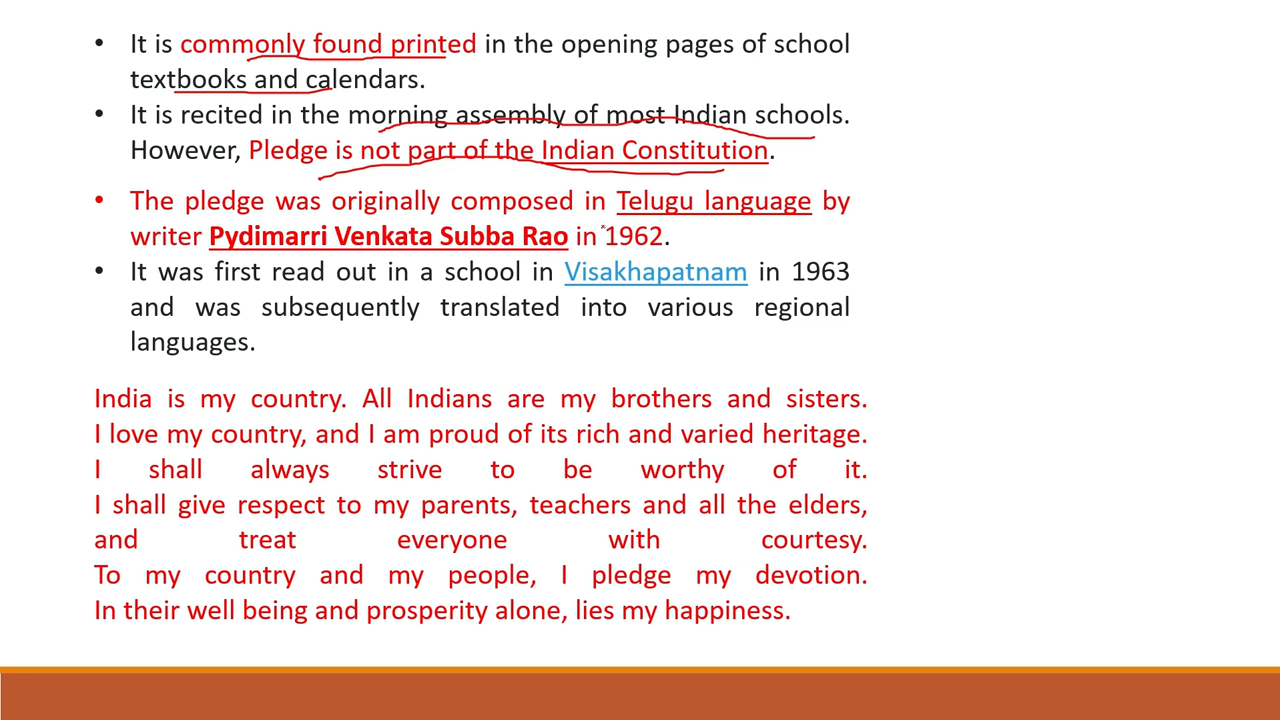 • It is commonly found printed in the opening pages of school
textbooks and calendars.
• It is recited in the morning assembly of most Indian schools.
However, Pledge is not part of the Indian Constitution.
• The pledge was originally composed in Telugu language by
writer Pydimarri Venkata Subba Rao in 1962.
• It was first read out in a school in Visakhapatnam in 1963
and was subsequently translated into various regional
languages.
India is my country. All Indians are my brothers and sisters.
I love my country, and I am proud of its rich and varied heritage.
I shall always strive to be worthy of it.
I shall give respect to my parents, teachers and all the elders,
and treat everyone with courtesy.
To my country and my people, I pledge my devotion.
In their well being and prosperity alone, lies my happiness.